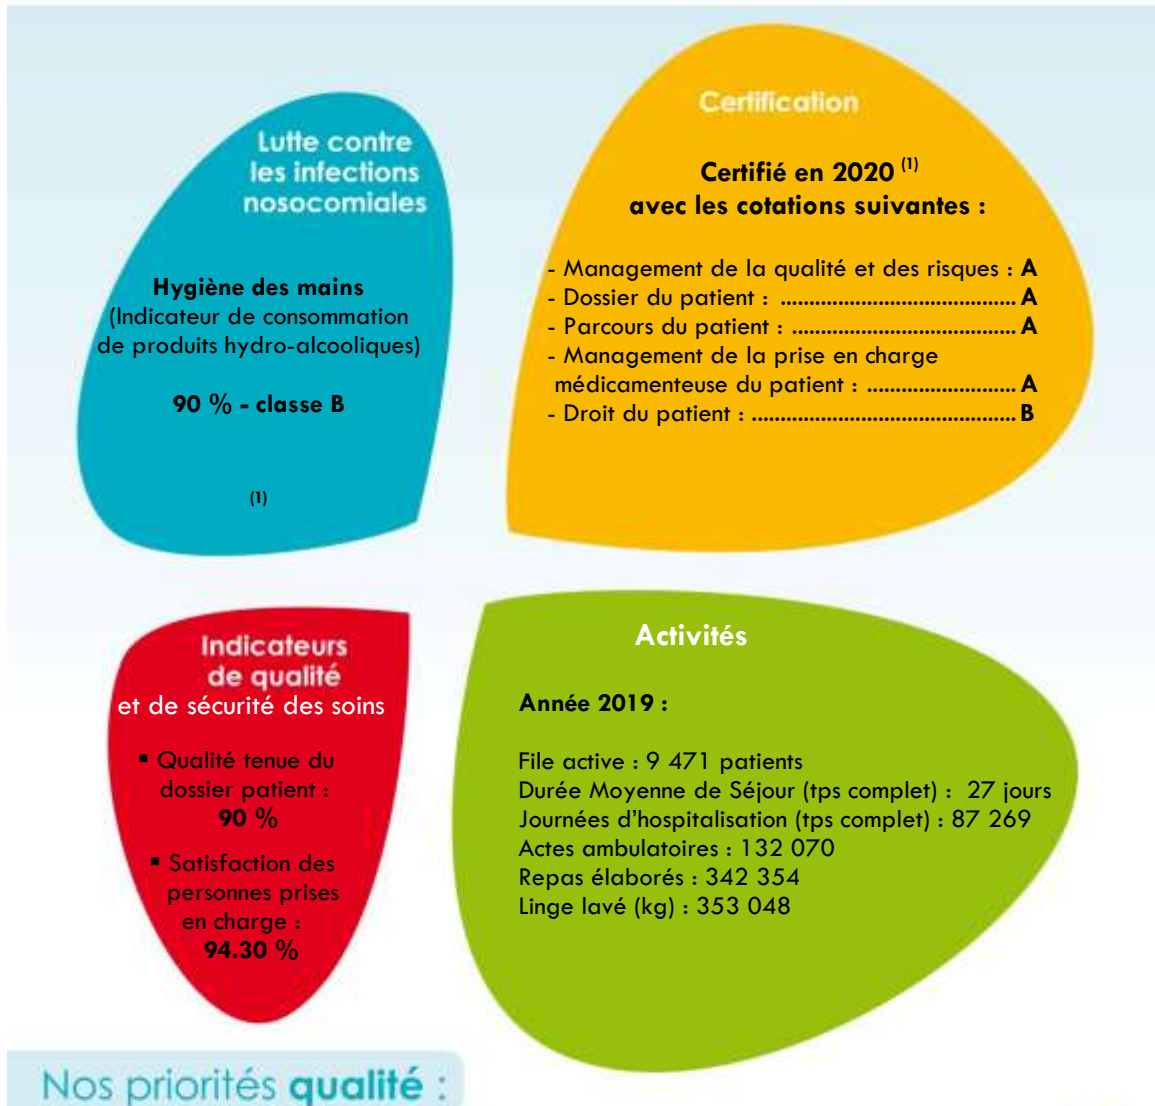 Lutte contre
les infections
nosocomiales
Hygiène des mains
(Indicateur de consommation
de produits hydro-alcooliques)
90 % - classe B
(1)
Certification
Certifié en 2020 (1)
avec les cotations suivantes :
- Management de la qualité et des risques : A
- Dossier du patient : ......................................... A
- Parcours du patient : ....................................... A
- Management de la prise en charge
médicamenteuse du patient : .......................... A
- Droit du patient : .............................................. B
Indicateurs
de qualité
et de sécurité des soins
▪ Qualité tenue du
dossier patient :
90 %
▪ Satisfaction des
personnes prises
en charge :
94.30 %
Activités
Année 2019 :
File active : 9 471 patients
Durée Moyenne de Séjour (tps complet) : 27 jours
Journées d'hospitalisation (tps complet) : 87 269
Actes ambulatoires : 132 070
Repas élaborés : 342 354
Linge lavé (kg) : 353 048
Nos priorités qualité :